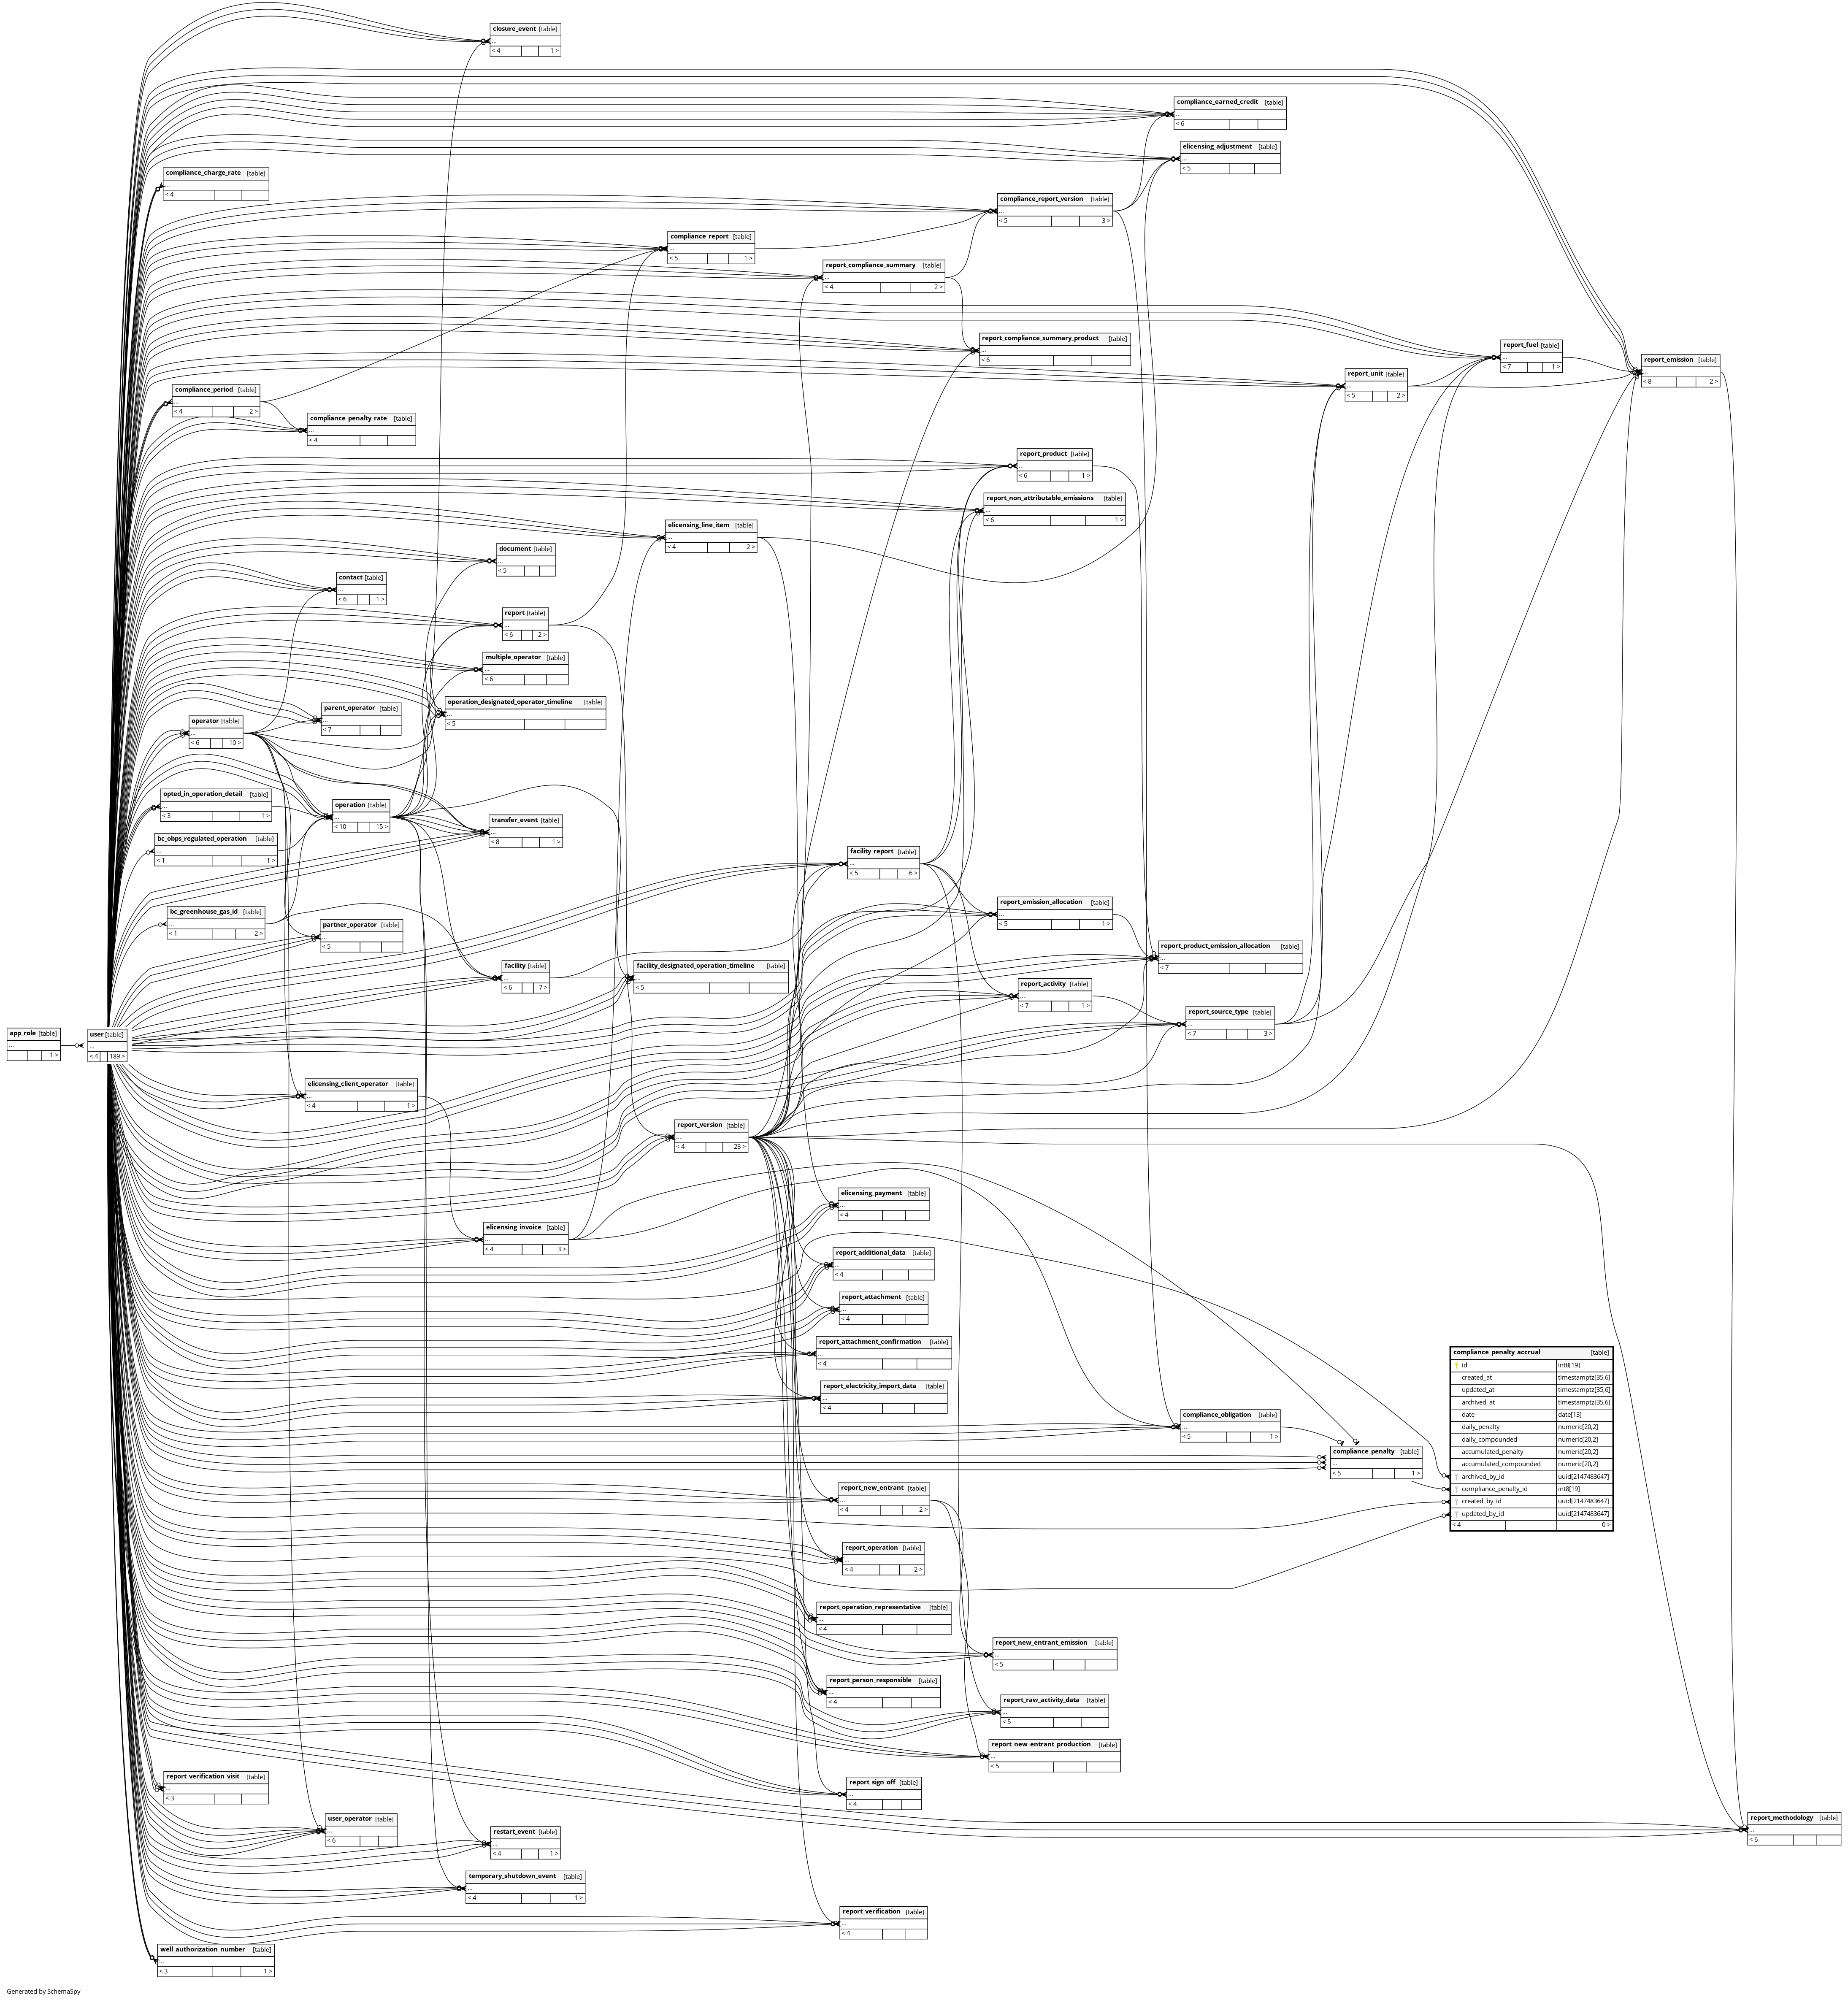 closure_event [table]
...
< 4 1 >
compliance_earned_credit [table]
...
< 6
elicensing_adjustment [table]
...
< 5
compliance_charge_rate [table]
...
< 4
compliance_report_version [table]
...
< 5 3 >
compliance_report [table]
...
< 5 1 >
report_compliance_summary [table]
...
< 4 2 >
report_compliance_summary_product [table]
...
< 6
report_fuel [table]
...
< 7 1 >
report_emission [table]
...
< 8 2 >
report_unit [table]
...
< 5 2 >
compliance_period [table]
...
< 4 2 >
compliance_penalty_rate [table]
...
< 4
report_product [table]
...
< 6 1 >
report_non_attributable_emissions [table]
...
< 6 1 >
elicensing_line_item [table]
...
< 4 2 >
document [table]
...
< 5
contact [table]
...
< 6 1 >
report [table]
...
< 6 2 >
multiple_operator [table]
...
< 6
operation_designated_operator_timeline [table]
...
< 5
parent_operator [table]
...
< 7
operator [table]
...
< 6 10 >
opted_in_operation_detail [table]
...
< 3 1 >
operation [table]
...
< 10 15 >
transfer_event [table]
...
< 8 1 >
bc_obps_regulated_operation [table]
...
< 1 1 >
facility_report [table]
...
< 5 6 >
report_emission_allocation [table]
...
< 5 1 >
bc_greenhouse_gas_id [table]
...
< 1 2 >
partner_operator [table]
...
< 5
report_product_emission_allocation [table]
...
< 7
facility [table]
...
< 6 7 >
facility_designated_operation_timeline [table]
...
< 5
report_activity [table]
...
< 7 1 >
report_source_type [table]
...
< 7 3 >
app_role [table]
...
1 >
user [table]
...
< 4 189 >
elicensing_client_operator [table]
...
< 4 1 >
report_version [table]
...
< 4 23 >
elicensing_payment [table]
...
< 4
elicensing_invoice [table]
...
< 4 3 >
report_additional_data [table]
...
< 4
report_attachment [table]
...
< 4
report_attachment_confirmation [table]
...
< 4
report_electricity_import_data [table]
...
< 4
compliance_obligation [table]
...
< 5 1 >
compliance_penalty [table]
...
< 5 1 >
compliance_penalty_accrual [table]
id int8[19]
created_at timestamptz[35,6]
updated_at timestamptz[35,6]
archived_at timestamptz[35,6]
date date[13]
daily_penalty numeric[20,2]
daily_compounded numeric[20,2]
accumulated_penalty numeric[20,2]
accumulated_compounded numeric[20,2]
archived_by_id uuid[2147483647]
compliance_penalty_id int8[19]
created_by_id uuid[2147483647]
updated_by_id uuid[2147483647]
< 4 0 >
report_new_entrant [table]
...
< 4 2 >
report_operation [table]
...
< 4 2 >
report_operation_representative [table]
...
< 4
report_new_entrant_emission [table]
...
< 5
report_person_responsible [table]
...
< 4
report_raw_activity_data [table]
...
< 5
report_new_entrant_production [table]
...
< 5
report_verification_visit [table]
...
< 3
report_sign_off [table]
...
< 4
user_operator [table]
...
< 6
restart_event [table]
...
< 4 1 >
report_methodology [table]
...
< 6
temporary_shutdown_event [table]
...
< 4 1 >
report_verification [table]
...
< 4
well_authorization_number [table]
...
< 3 1 >
Generated by SchemaSpy